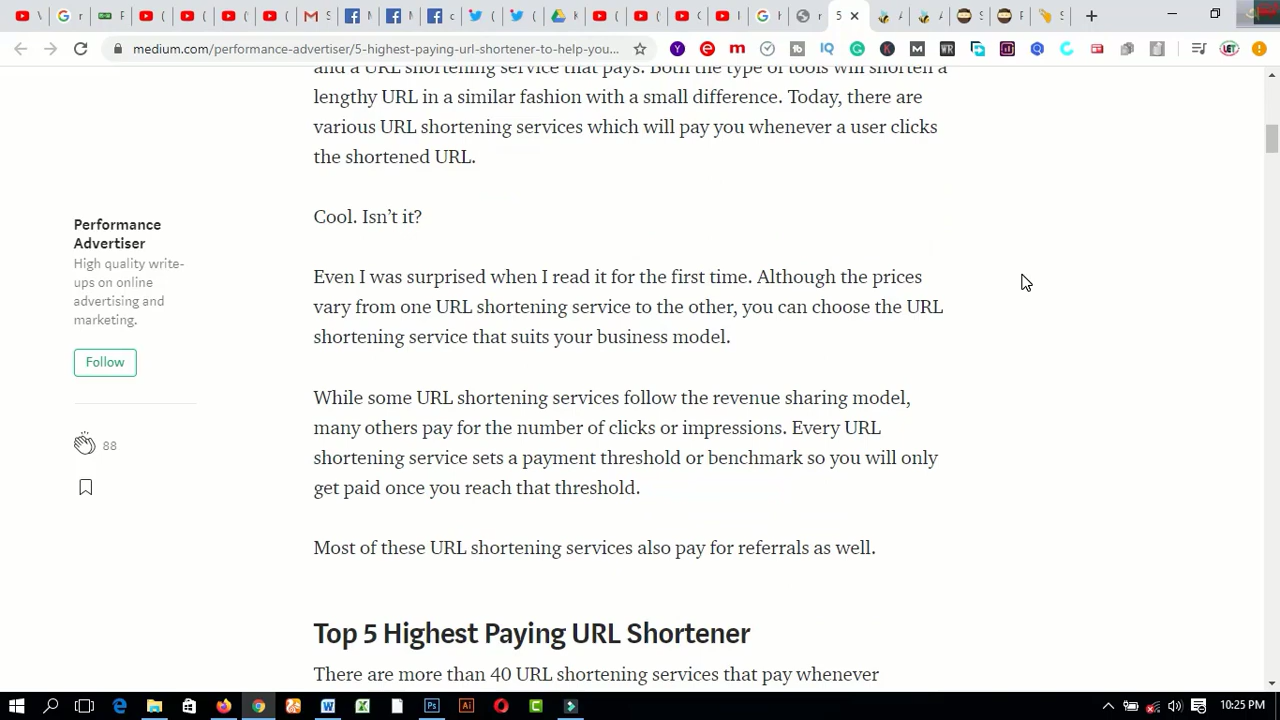 medium.com/performance-advertiser/5-highest-paying-url-shortener-to-help-you...
and a URL shortening service that pays. Both the type of tools will shorten a
lengthy URL in a similar fashion with a small difference. Today, there are
various URL shortening services which will pay you whenever a user clicks
the shortened URL.
Cool. Isn’t it?
Performance
Advertiser
High quality write-
ups on online
advertising and
marketing.
Follow
88
Even I was surprised when I read it for the first time. Although the prices
vary from one URL shortening service to the other, you can choose the URL
shortening service that suits your business model.
While some URL shortening services follow the revenue sharing model,
many others pay for the number of clicks or impressions. Every URL
shortening service sets a payment threshold or benchmark so you will only
get paid once you reach that threshold.
Most of these URL shortening services also pay for referrals as well.
Top 5 Highest Paying URL Shortener
There are more than 40 URL shortening services that pay whenever
10:25 PM